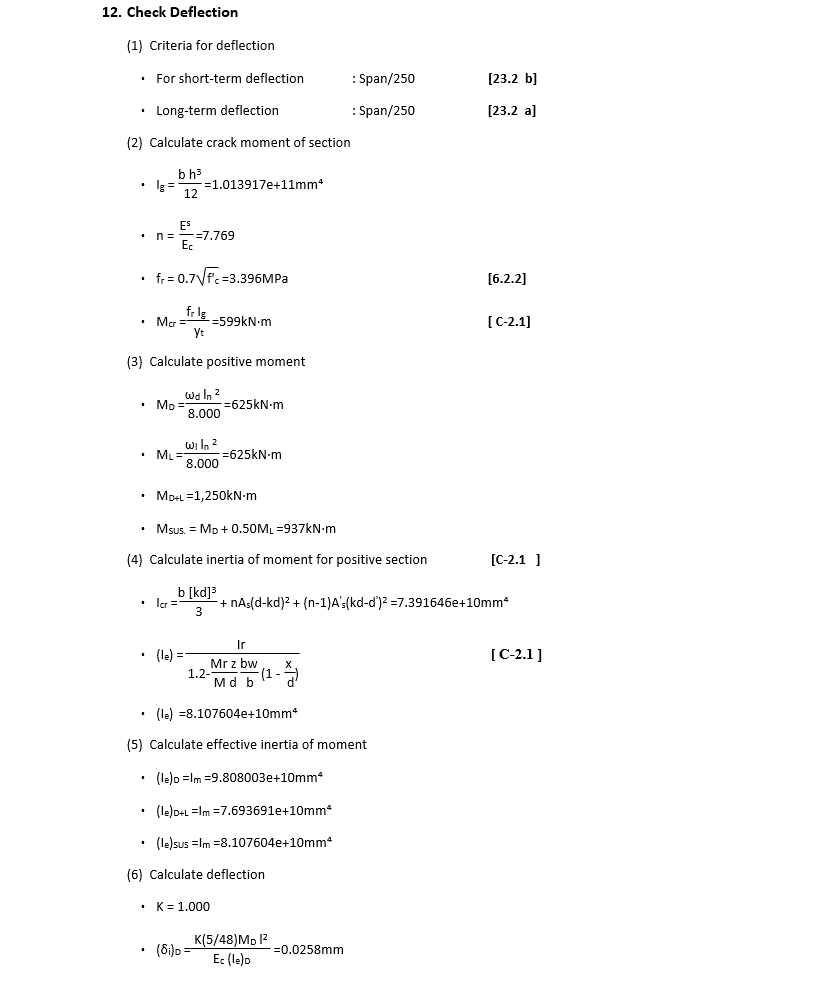 12. Check Deflection
(1) Criteria for deflection
• For short-term deflection : Span/250 [23.2 b]
• Long-term deflection : Span/250 [23.2 a]
(2) Calculate crack moment of section
• Ig = b h³ / 12 =1.013917e+11mm⁴
• n = Es / Ec =7.769
• fr = 0.7√f'c =3.396MPa [6.2.2]
• Mcr = fr Ig / yt =599kN·m [ C-2.1]
(3) Calculate positive moment
• MD = ωd ln ² / 8.000 =625kN·m
• ML = ωl ln ² / 8.000 =625kN·m
• MD+L =1,250kN·m
• MSUS. = MD + 0.50ML =937kN·m
(4) Calculate inertia of moment for positive section [C-2.1 ]
• Icr = b [kd]³ / 3 + nAs(d-kd)² + (n-1)A's(kd-d')² =7.391646e+10mm⁴
• (Ie) = Ir / 1.2- Mr z bw / M d b (1 - x / d) [ C-2.1 ]
• (Ie) =8.107604e+10mm⁴
(5) Calculate effective inertia of moment
• (Ie)D =Im =9.808003e+10mm⁴
• (Ie)D+L =Im =7.693691e+10mm⁴
• (Ie)SUS =Im =8.107604e+10mm⁴
(6) Calculate deflection
• K = 1.000
• (δi)D = K(5/48)MD l² / Ec (Ie)D =0.0258mm